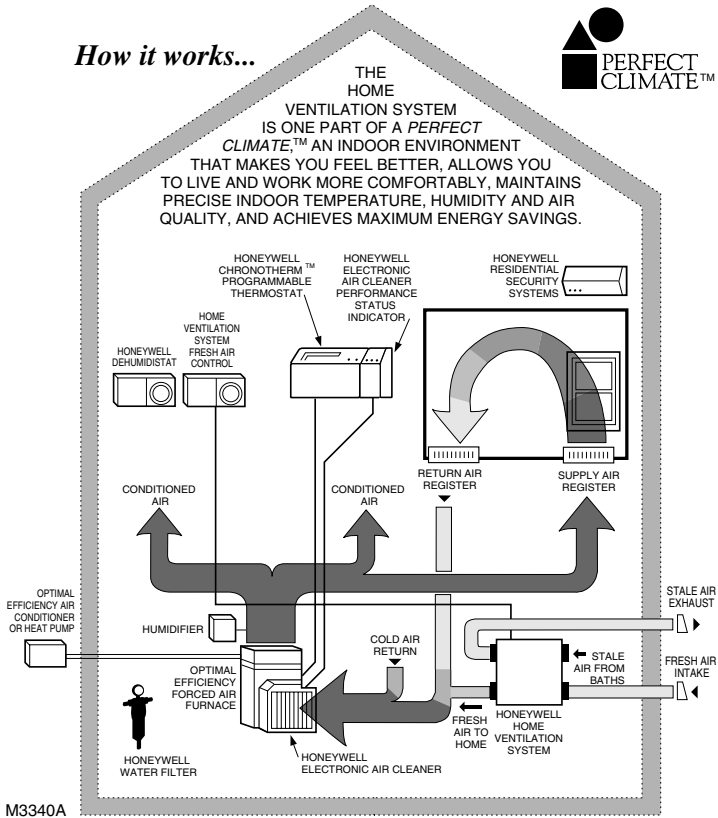 How it works...
PERFECT
CLIMATE™
THE
HOME
VENTILATION SYSTEM
IS ONE PART OF A PERFECT
CLIMATE,™ AN INDOOR ENVIRONMENT
THAT MAKES YOU FEEL BETTER, ALLOWS YOU
TO LIVE AND WORK MORE COMFORTABLY, MAINTAINS
PRECISE INDOOR TEMPERATURE, HUMIDITY AND AIR
QUALITY, AND ACHIEVES MAXIMUM ENERGY SAVINGS.
HONEYWELL
CHRONOTHERM™
PROGRAMMABLE
THERMOSTAT
HONEYWELL
ELECTRONIC
AIR CLEANER
PERFORMANCE
STATUS
INDICATOR
HONEYWELL
RESIDENTIAL
SECURITY
SYSTEMS
HOME
VENTILATION
SYSTEM
FRESH AIR
CONTROL
HONEYWELL
DEHUMIDISTAT
RETURN AIR
REGISTER
SUPPLY AIR
REGISTER
CONDITIONED
AIR
CONDITIONED
AIR
OPTIMAL
EFFICIENCY AIR
CONDITIONER
OR HEAT PUMP
HUMIDIFIER
COLD AIR
RETURN
STALE AIR
EXHAUST
STALE
AIR FROM
BATHS
FRESH AIR
INTAKE
OPTIMAL
EFFICIENCY
FORCED AIR
FURNACE
FRESH
AIR TO
HOME
HONEYWELL
HOME
VENTILATION
SYSTEM
HONEYWELL
WATER FILTER
HONEYWELL
ELECTRONIC AIR CLEANER
M3340A